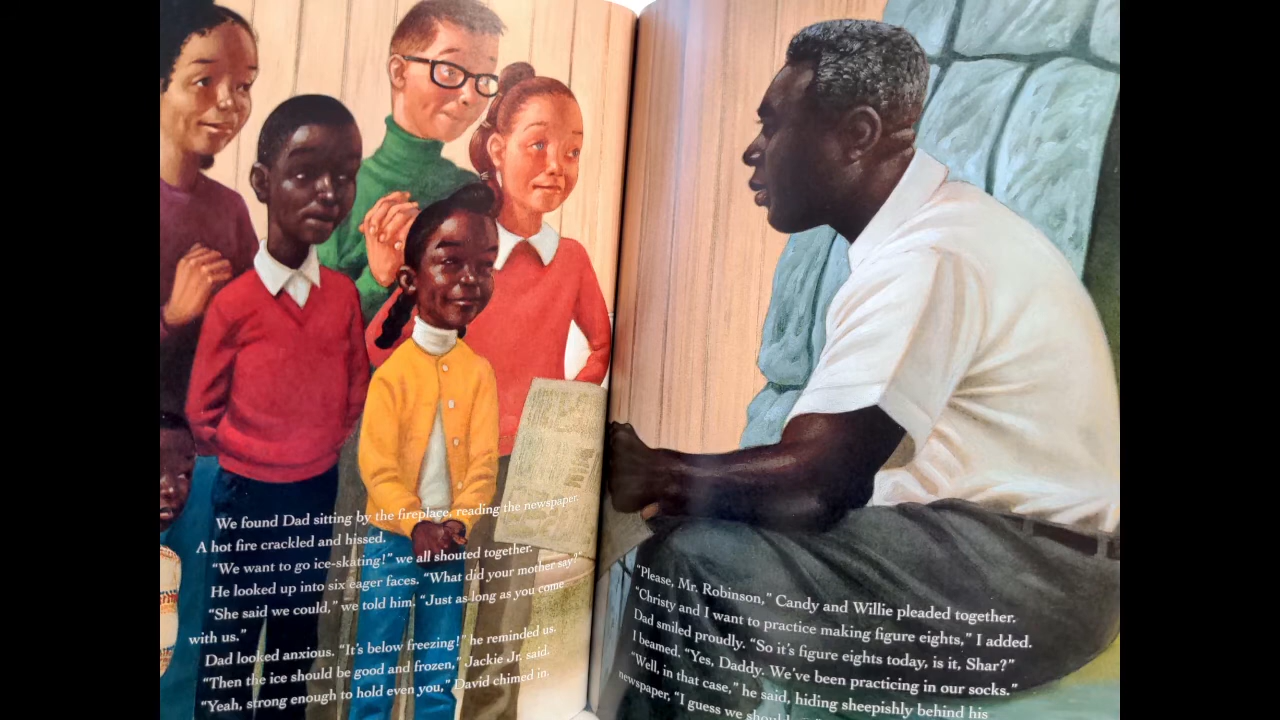 We found Dad sitting by the fireplace, reading the newspaper.
A hot fire crackled and hissed.
"We want to go ice-skating!" we all shouted together.
He looked up into six eager faces. "What did your mother say?"
"She said we could," we told him. "Just as long as you come
with us."
Dad looked anxious. "It's below freezing!" he reminded us.
"Then the ice should be good and frozen," Jackie Jr. said.
"Yeah, strong enough to hold even you," David chimed in.
"Please, Mr. Robinson," Candy and Willie pleaded together.
"Christy and I want to practice making figure eights," I added.
Dad smiled proudly. "So it's figure eights today, is it, Shar?"
I beamed. "Yes, Daddy. We've been practicing in our socks."
"Well, in that case," he said, hiding sheepishly behind his
newspaper, "I guess we